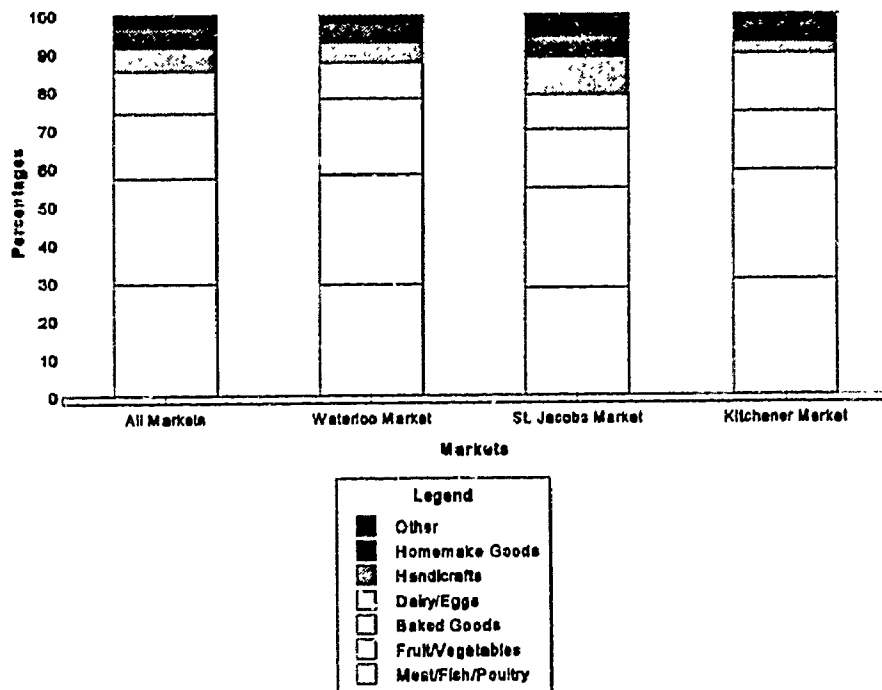 100
90
80
70
60
50
40
30
20
10
0
Percentages
All Markets
Waterloo Market
St. Jacobs Market
Kitchener Market
Markets
Legend
Other
Homemake Goods
Handicrafts
Dairy/Eggs
Baked Goods
Fruit/Vegetables
Meat/Fish/Poultry